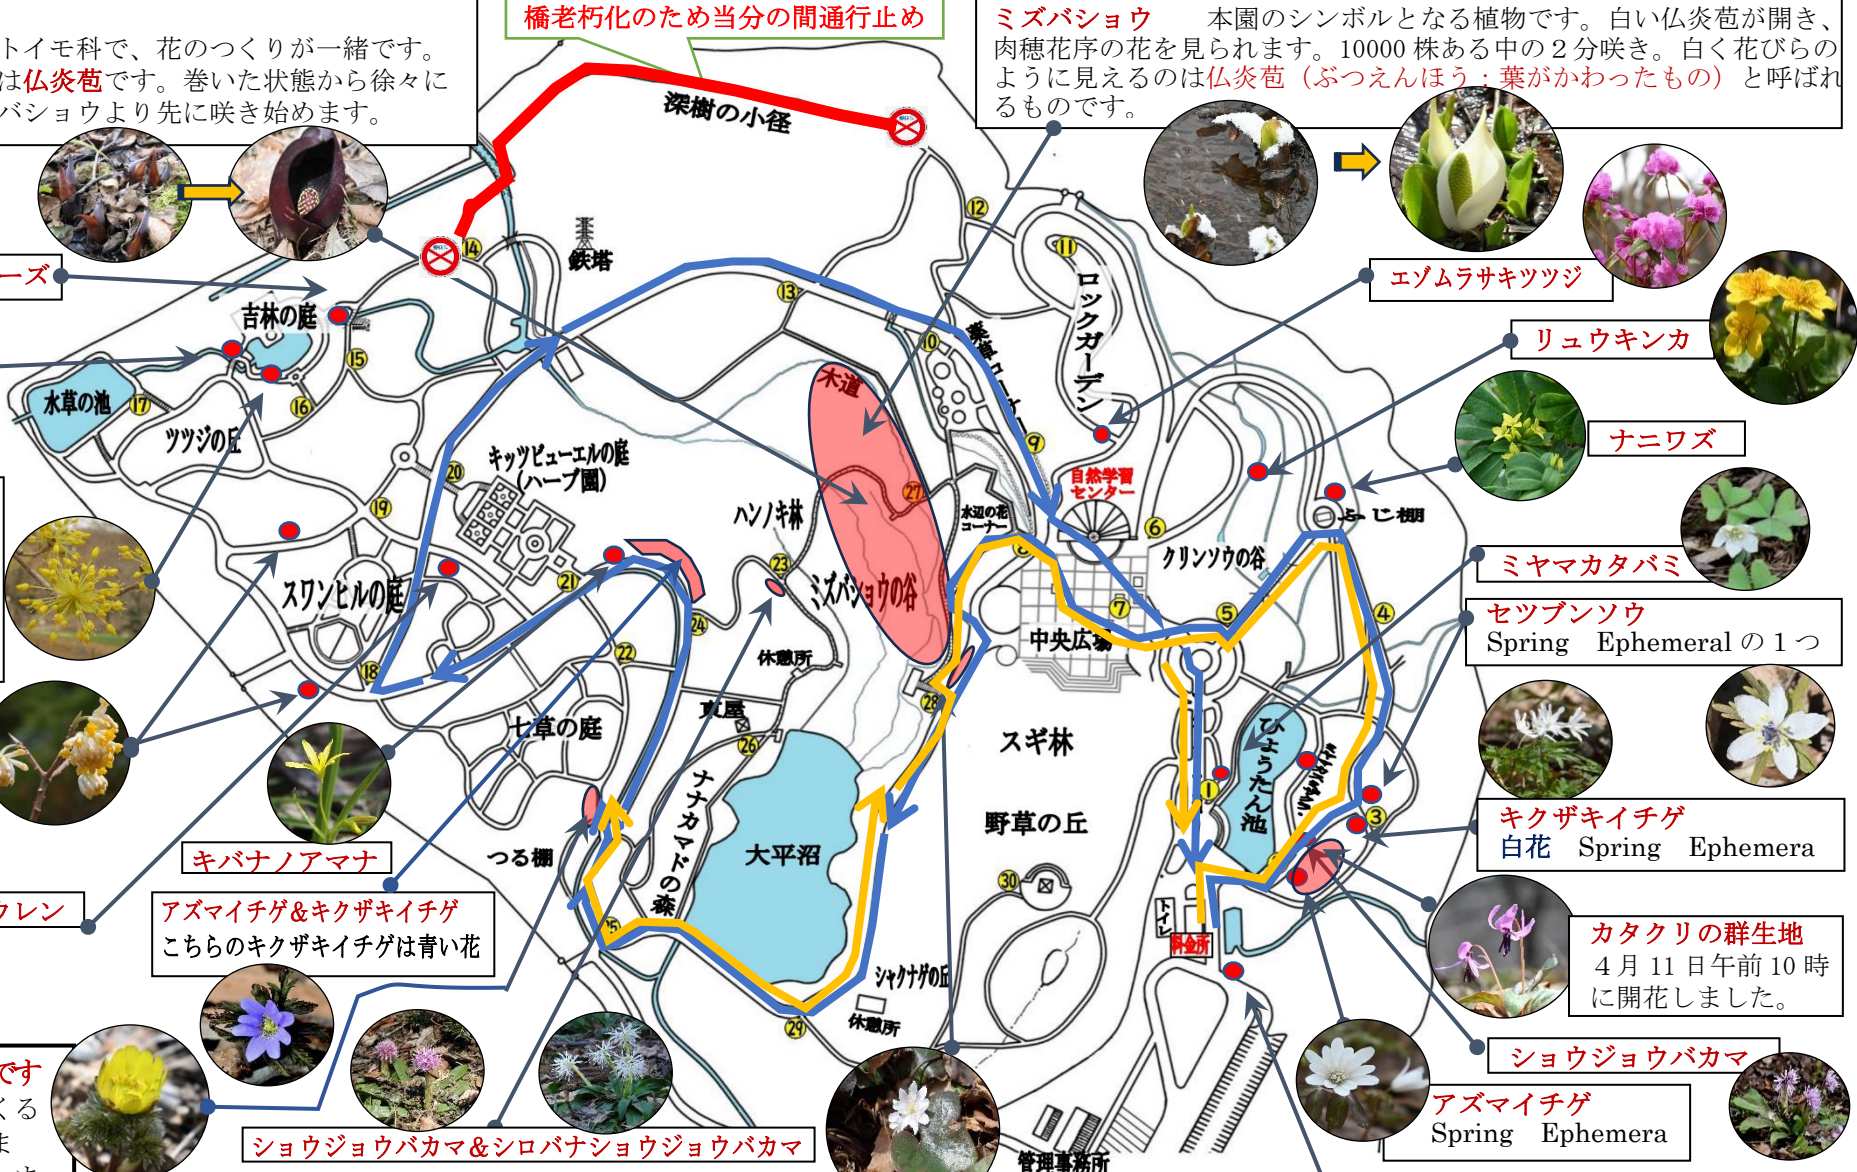 橋老朽化のため当分の間通行止め
トイモ科で、花のつくりが一緒です。
は仏炎苞です。巻いた状態から徐々に
バショウより先に咲き始めます。
ミズバショウ　本園のシンボルとなる植物です。白い仏炎苞が開き、
肉穂花序の花を見られます。10000 株ある中の２分咲き。白く花びらの
ように見えるのは仏炎苞（ぶつえんほう：葉がかわったもの）と呼ばれ
るものです。
深樹の小径
12
14
鉄塔
11
ロックガーデン
エゾムラサキツツジ
ーズ
吉林の庭
13
10
薬草コーナー
リュウキンカ
15
木道
水草の池
17
16
ツツジの丘
9
ナニワズ
キッツビューエルの庭
（ハーブ園）
20
自然学習
センター
27
19
ハンノキ林
水辺の花
コーナー
6
ふじ棚
8
クリンソウの谷
ミヤマカタバミ
23
21
スワンヒルの庭
ミズバショウの谷
7
5
4
セツブンソウ
Spring　Ephemeral の１つ
24
中央広場
22
休憩所
18
28
七草の庭
東屋
26
スギ林
ひょうたん池
1
キクザキイチゲ
白花　Spring　Ephemera
3
野草の丘
ナナカマドの森
つる棚
大平沼
キバナノアマナ
30
クレン
アズマイチゲ&キクザキイチゲ
こちらのキクザキイチゲは青い花
25
トイレ
料金所
カタクリの群生地
４月 11 日午前 10 時
に開花しました。
シャクナゲの丘
休憩所
29
ショウジョウバカマ
です
くる
ま
アズマイチゲ
Spring　Ephemera
ショウジョウバカマ&シロバナショウジョウバカマ
管理事務所